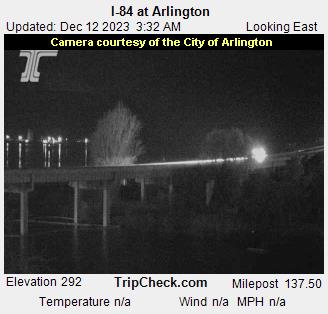 I-84 at Arlington
Updated: Dec 12 2023 3:32 AM Looking East
Camera courtesy of the City of Arlington
Elevation 292 TripCheck.com Milepost 137.50
Temperature n/a Wind n/a MPH n/a